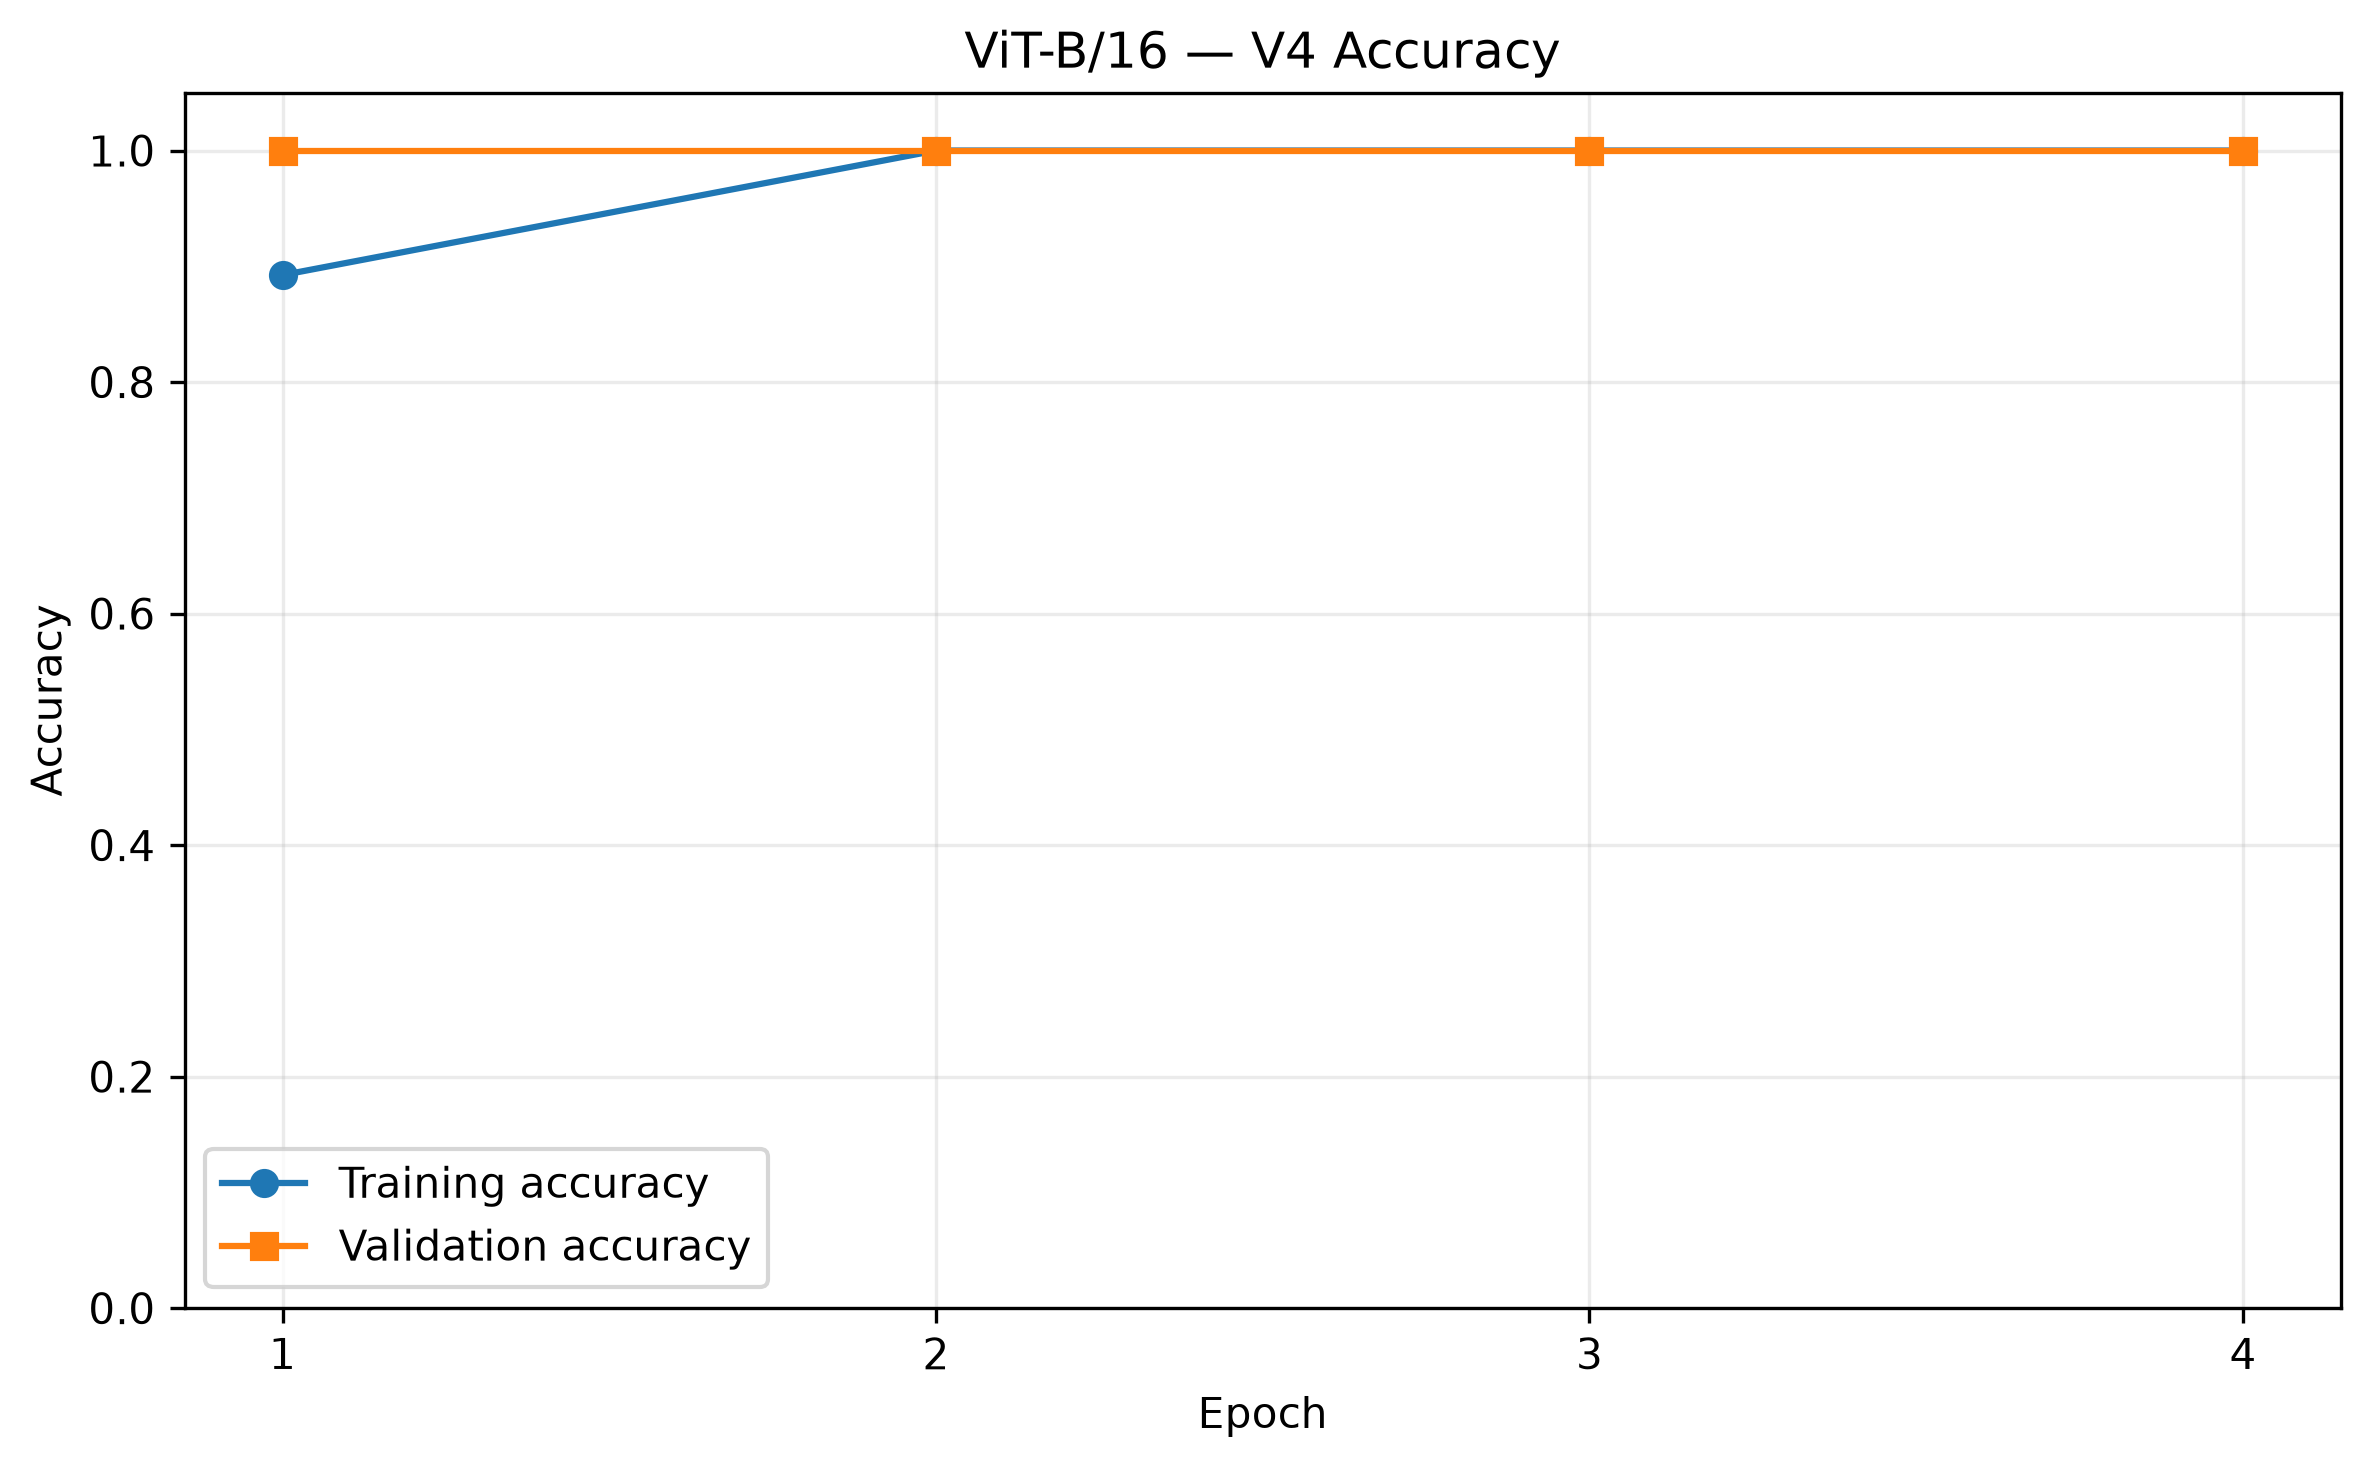 ViT-B/16 — V4 Accuracy
Accuracy
1.0
0.8
0.6
0.4
0.2
0.0
Training accuracy
Validation accuracy
1 2 3 4
Epoch